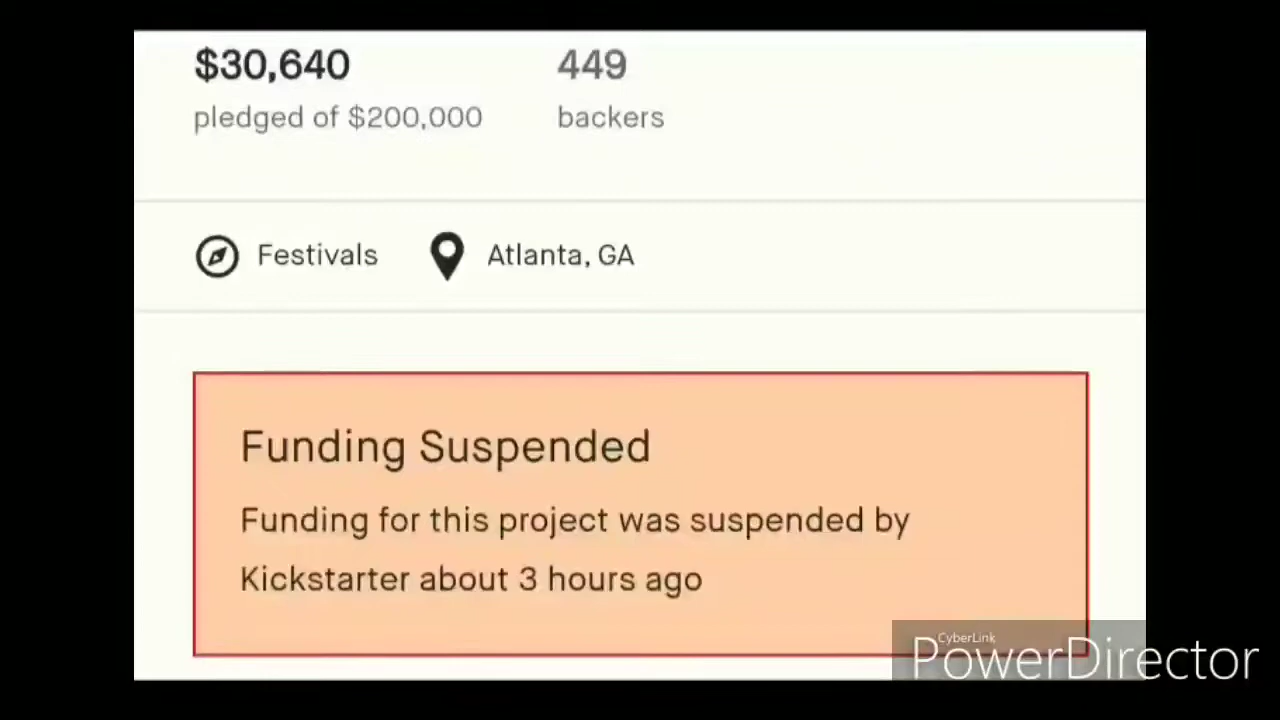 $30,640 449
pledged of $200,000 backers
Festivals Atlanta, GA
Funding Suspended
Funding for this project was suspended by
Kickstarter about 3 hours ago
CyberLink
PowerDirector